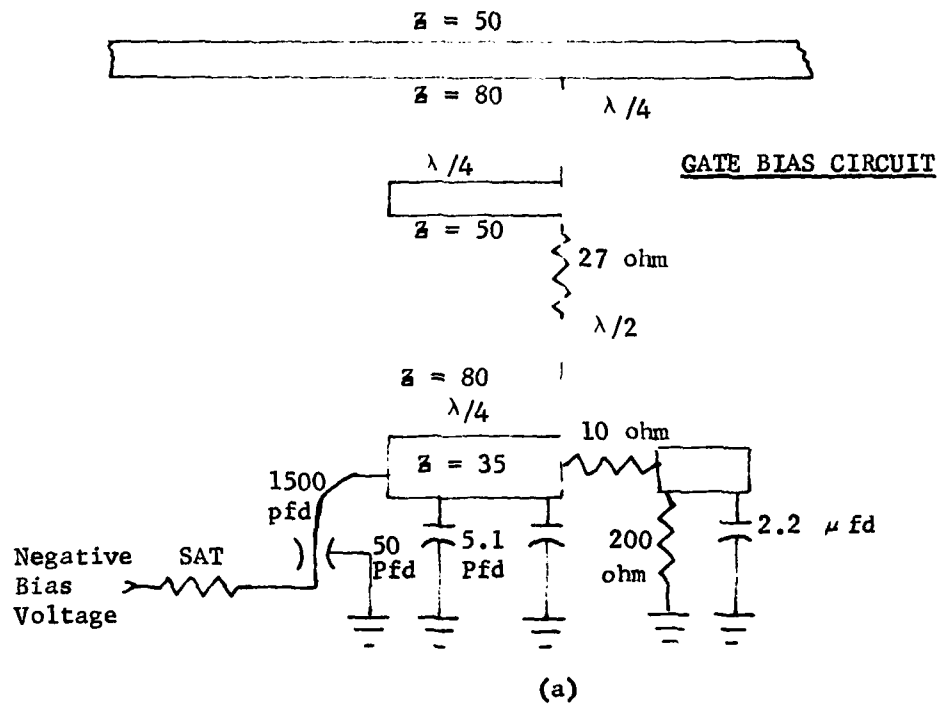 Z = 50
Z = 80
λ/4
GATE BIAS CIRCUIT
λ/4
Z = 50
27 ohm
λ/2
Z = 80
λ/4
10 ohm
Z = 35
1500
pfd
50
Pfd
5.1
Pfd
200
ohm
2.2 μfd
Negative
Bias
Voltage
SAT
(a)